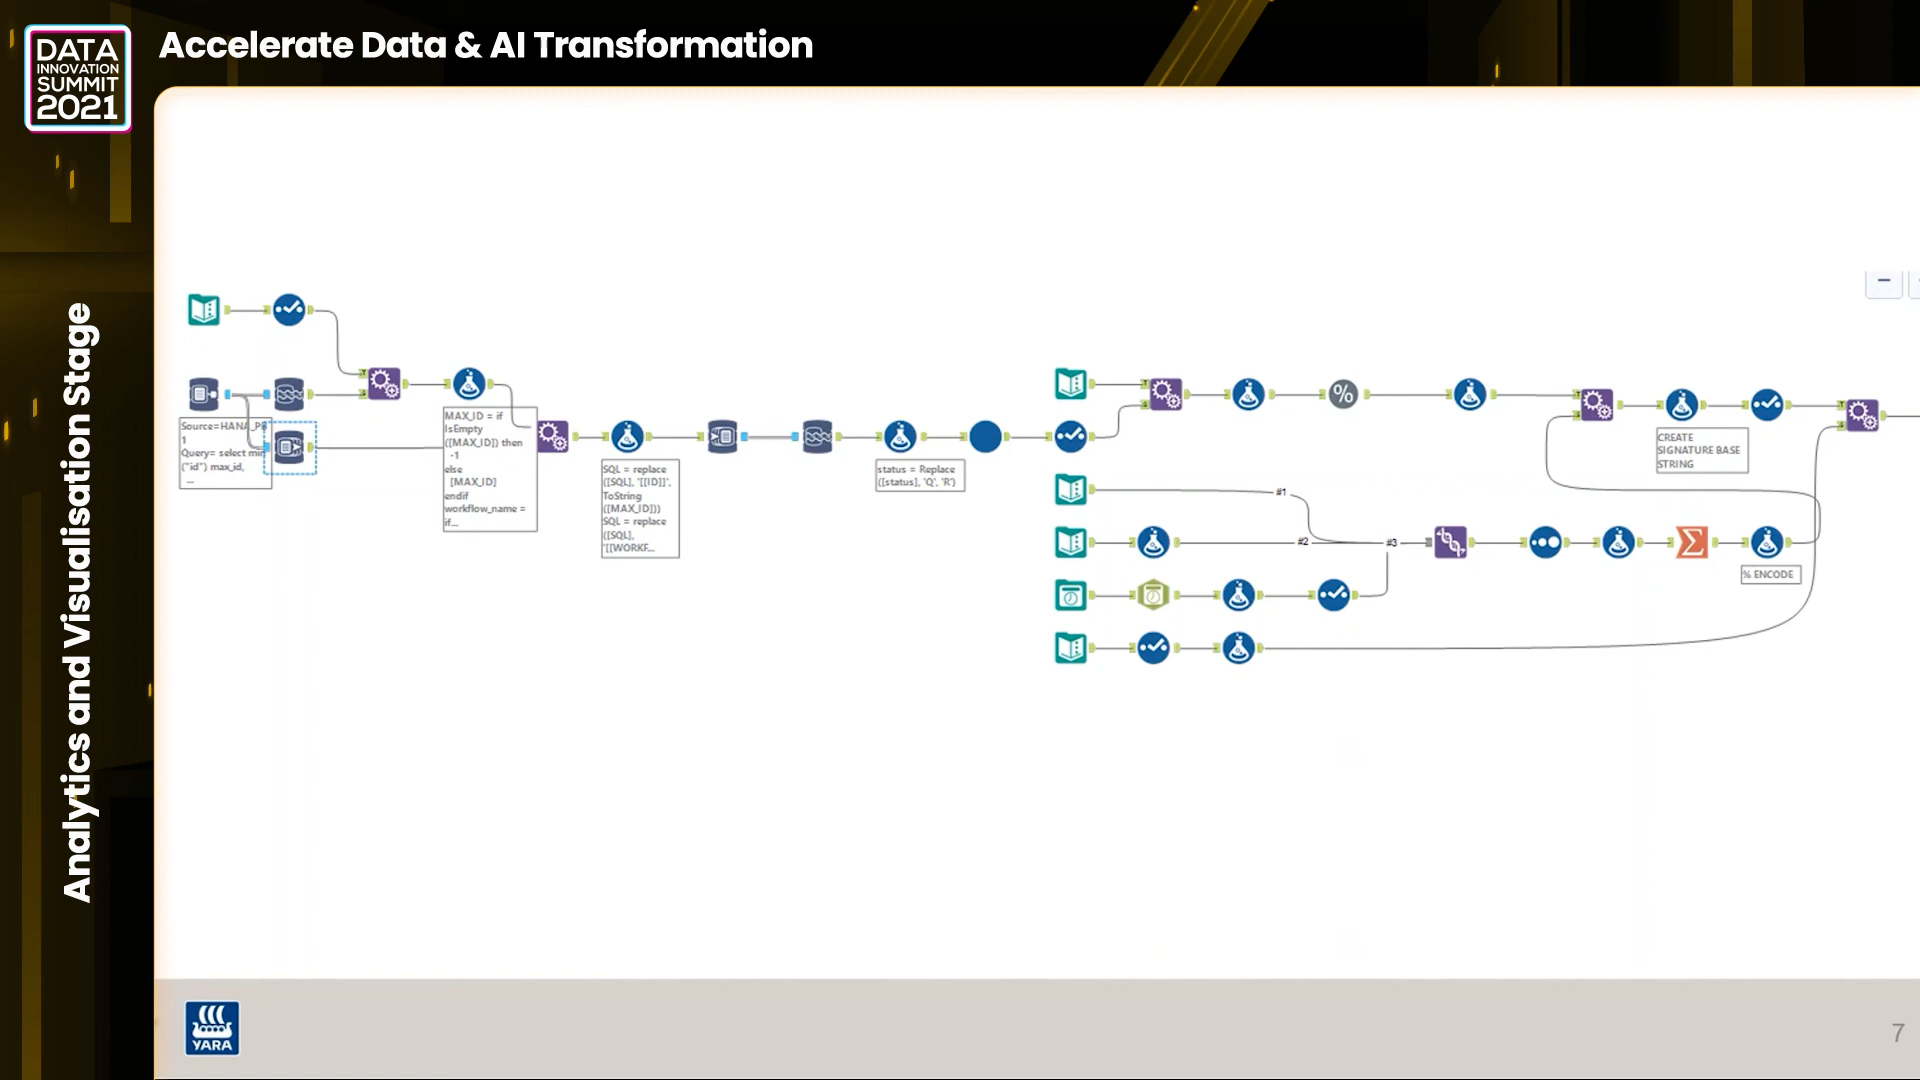 DATA
INNOVATION
SUMMIT
2021
Accelerate Data & AI Transformation
Analytics and Visualisation Stage
Source=HANA_P
1
Query= select min
("id") max_id,
...
MAX_ID = if
IsEmpty
([MAX_ID]) then
-1
else
[MAX_ID]
endif
workflow_name =
if...
SQL = replace
([SQL], '[[ID]]',
ToString
([MAX_ID]))
SQL = replace
([SQL],
'[[WORKF...
status = Replace
([status], 'Q', 'R')
#1
#2
#3
%
CREATE
SIGNATURE BASE
STRING
% ENCODE
YARA
7